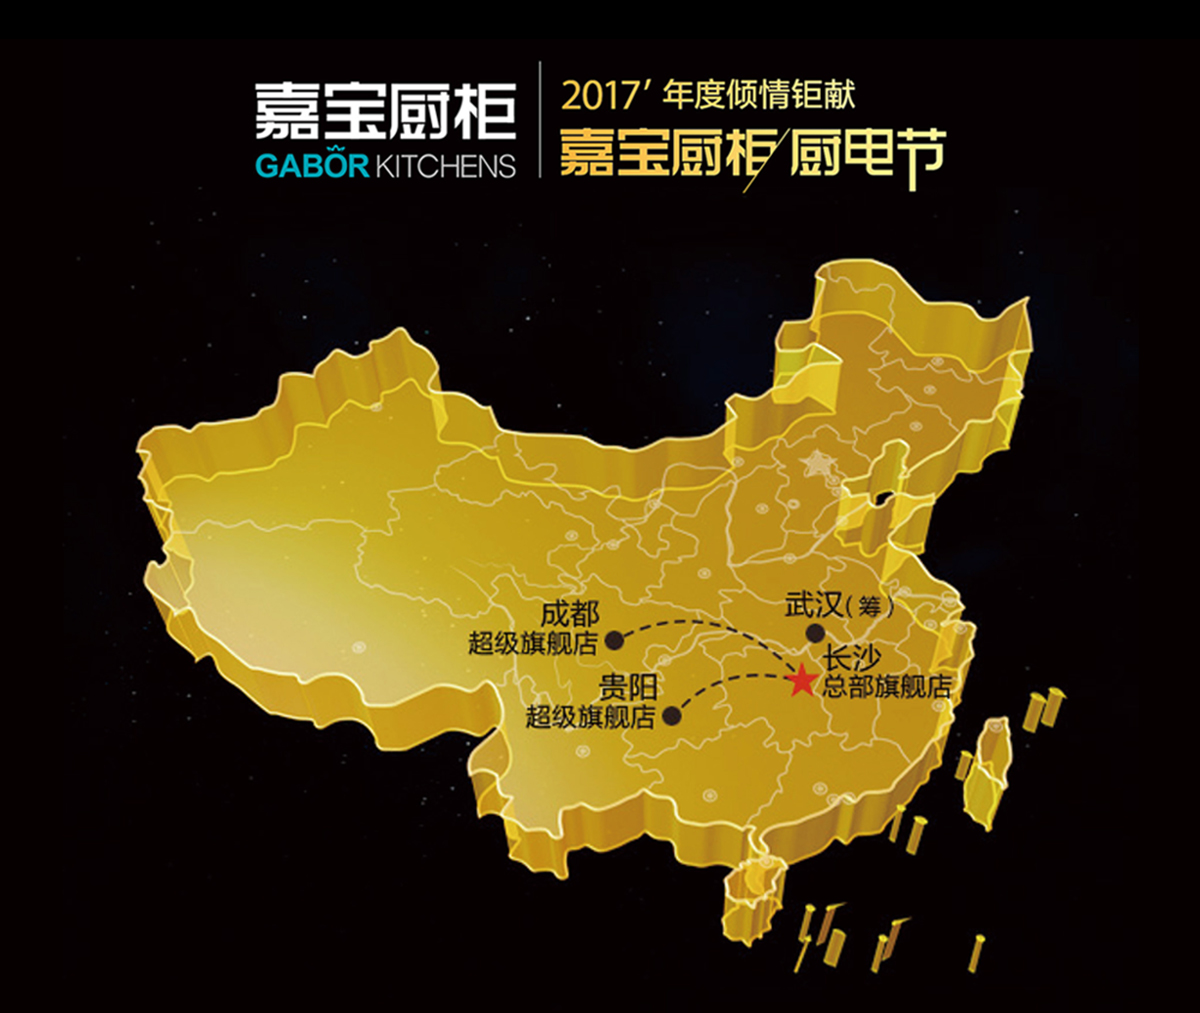 嘉宝厨柜
GABOR KITCHENS
2017' 年度倾情钜献
嘉宝厨柜/厨电节
武汉(筹)
成都
超级旗舰店
长沙
总部旗舰店
贵阳
超级旗舰店